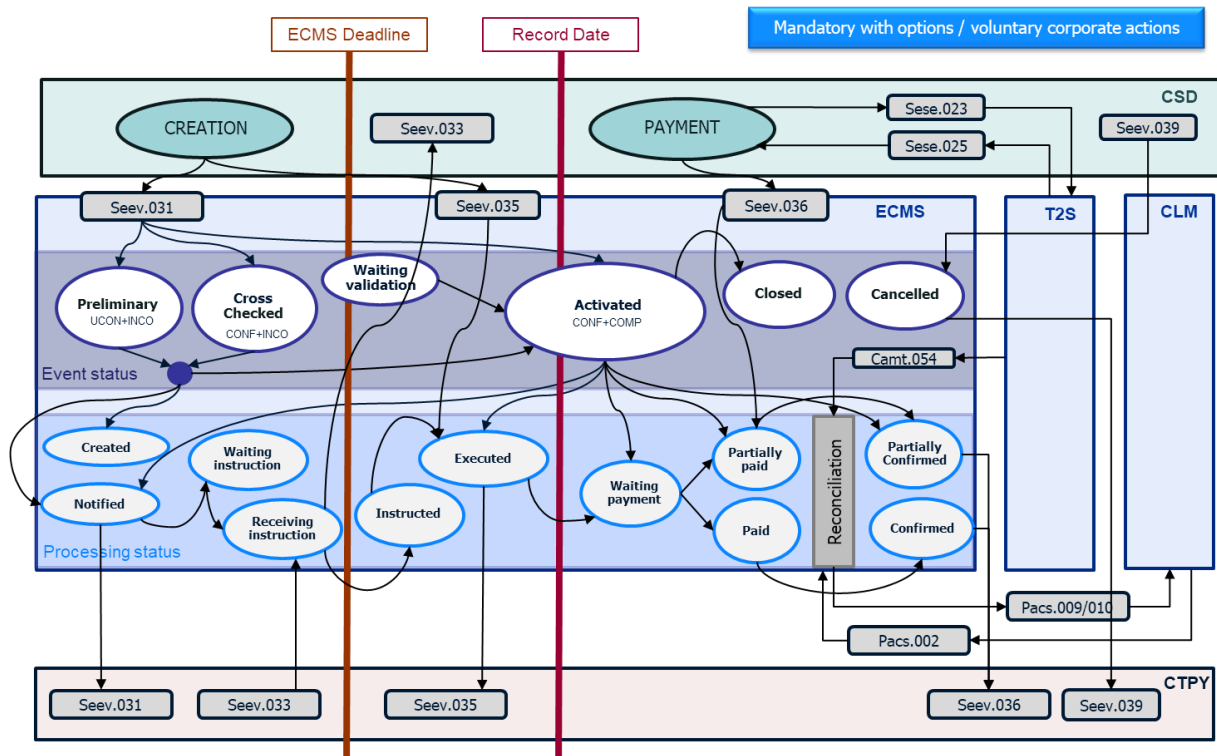 ECMS Deadline
Record Date
Mandatory with options / voluntary corporate actions
CSD
CREATION
Seev.033
PAYMENT
Sese.023
Sese.025
Seev.039
Seev.031
Seev.035
Seev.036
ECMS
T2S
CLM
Preliminary
UCON+INCO
Cross
Checked
CONF+INCO
Waiting
validation
Activated
CONF+COMP
Closed
Cancelled
Camt.054
Event status
Created
Waiting
instruction
Executed
Partially
paid
Partially
Confirmed
Notified
Receiving
instruction
Instructed
Waiting
payment
Paid
Reconciliation
Confirmed
Processing status
Pacs.009/010
Pacs.002
CTPY
Seev.031
Seev.033
Seev.035
Seev.036
Seev.039